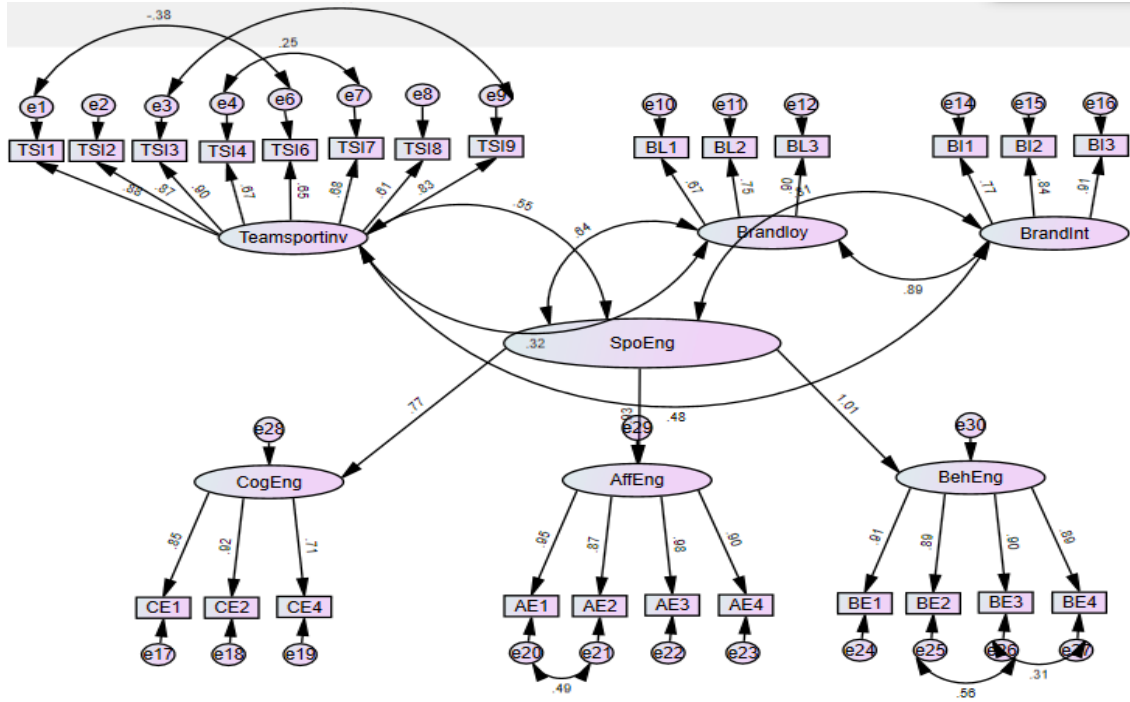 -.38
.25
e1 e2 e3 e4 e6 e7 e8 e9 e10 e11 e12 e14 e15 e16
TSI1 TSI2 TSI3 TSI4 TSI6 TSI7 TSI8 TSI9 BL1 BL2 BL3 BI1 BI2 BI3
.88 .87 .90 .67 .65 .68 .61 .83 .67 .75 .90 .77 .84 .91
.55 .64
Teamsportinv Brandloy BrandInt
.89
.32 SpoEng
.77 .48 1.01
e28 e29 e30
CogEng AffEng BehEng
.85 .92 .71 .95 .87 .98 .90 .91 .89 .90 .89
CE1 CE2 CE4 AE1 AE2 AE3 AE4 BE1 BE2 BE3 BE4
e17 e18 e19 e20 e21 e22 e23 e24 e25 e26 e27
.49 .56 .31